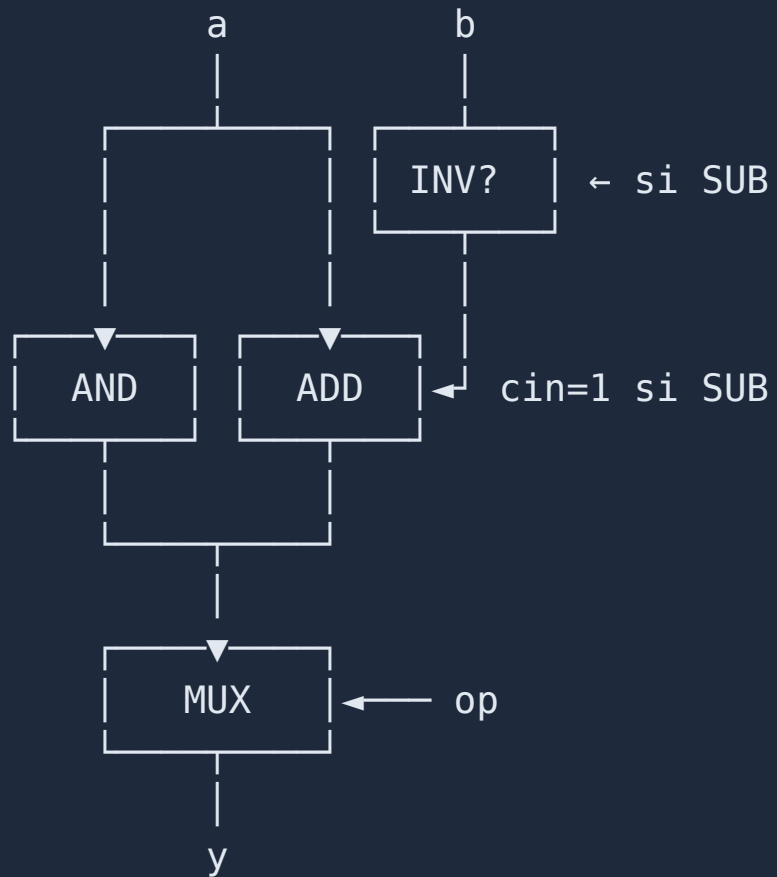 a b
INV? ← si SUB
AND ADD cin=1 si SUB
MUX op
y